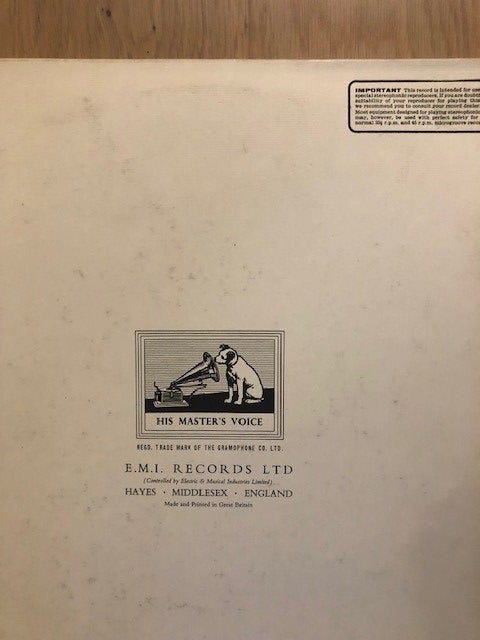 IMPORTANT This record is intended for use
special stereophonic reproducers. If you are doubt
suitability of your reproducer for playing this
we recommend you to consult your record dealer
Most equipment designed for playing stereophonic
may, however, be used with perfect safety for
normal 33⅓ r.p.m. and 45 r.p.m. microgroove reco
HIS MASTER'S VOICE
REGD. TRADE MARK OF THE GRAMOPHONE CO. LTD.
E.M.I. RECORDS LTD
(Controlled by Electric & Musical Industries Limited)
HAYES · MIDDLESEX · ENGLAND
Made and Printed in Great Britain